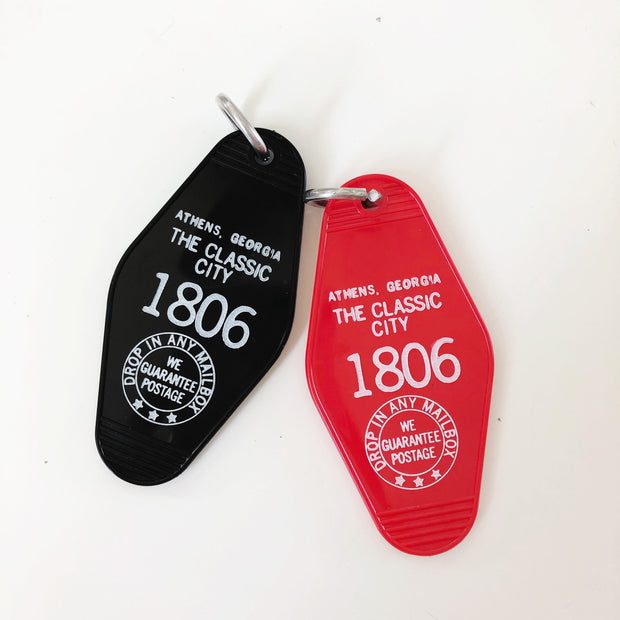 ATHENS, GEORGIA
THE CLASSIC
CITY
1806
DROP IN ANY MAILBOX
WE
GUARANTEE
POSTAGE
ATHENS, GEORGIA
THE CLASSIC
CITY
1806
DROP IN ANY MAILBOX
WE
GUARANTEE
POSTAGE